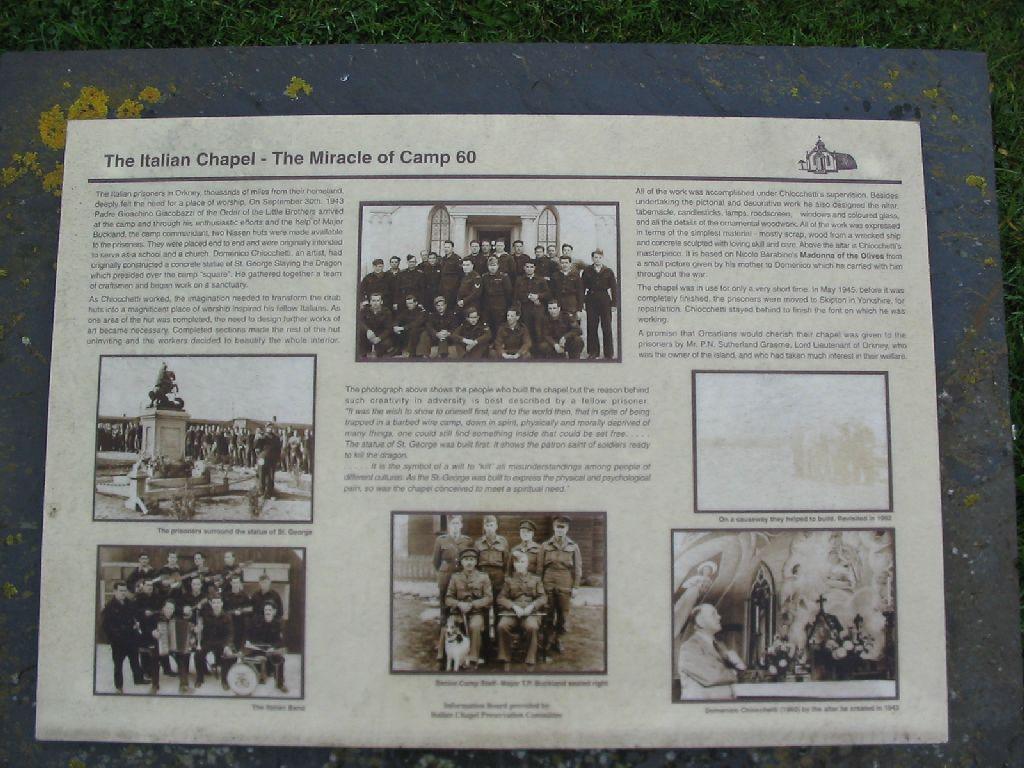 The Italian Chapel - The Miracle of Camp 60
The Italian prisoners in Orkney, thousands of miles from their homeland,
deeply felt the need for a place of worship. On September 30th, 1943
Padre Gioachino Giacobazzi of the Order of the Little Brothers arrived
at the camp and through his enthusiastic efforts and the help of Major
Buckland, the camp commandant, two Nissen huts were made available
to the prisoners. They were placed end to end and were originally intended
to serve as a school and a church. Domenico Chiocchetti, an artist, had
originally constructed a concrete statue of St. George Slaying the Dragon
which presided over the camp "square". He gathered together a team
of craftsmen and began work on a sanctuary.
As Chiocchetti worked, the imagination needed to transform the drab
huts into a magnificent place of worship inspired his fellow Italians. As
one area of the hut was completed, the need to design further works of
art became necessary. Completed sections made the rest of the hut
uninviting and the workers decided to beautify the whole interior.
The prisoners surround the statue of St. George
The Italian Band
The photograph above shows the people who built the chapel but the reason behind
such creativity in adversity is best described by a fellow prisoner.
"It was the wish to show to oneself first, and to the world then, that in spite of being
trapped in a barbed wire camp, down in spirit, physically and morally deprived of
many things, one could still find something inside that could be set free. . . . .
The statue of St. George was built first. It shows the patron saint of soldiers ready
to kill the dragon.
. . . . . It is the symbol of a will to "kill" all misunderstandings among people of
different cultures. As the St. George was built to express the physical and psychological
pain, so was the chapel conceived to meet a spiritual need."
Senior Camp Staff - Major T.P. Buckland seated right
Information Board provided by
Italian Chapel Preservation Committee
All of the work was accomplished under Chiocchetti's supervision. Besides
undertaking the pictorial and decorative work he also designed the altar,
tabernacle, candlesticks, lamps, roodscreen, windows and coloured glass,
and all the details of the ornamental woodwork. All of the work was expressed
in terms of the simplest material - mostly scrap, wood from a wrecked ship
and concrete sculpted with loving skill and care. Above the altar is Chiocchetti's
masterpiece. It is based on Nicolo Barabino's Madonna of the Olives from
a small picture given by his mother to Domenico which he carried with him
throughout the war.
The chapel was in use for only a very short time. In May 1945, before it was
completely finished, the prisoners were moved to Skipton in Yorkshire, for
repatriation. Chiocchetti stayed behind to finish the font on which he was
working.
A promise that Orcadians would cherish their chapel was given to the
prisoners by Mr. P.N. Sutherland Graeme, Lord Lieutenant of Orkney, who
was the owner of the island, and who had taken much interest in their welfare.
On a causeway they helped to build. Revisited in 1992
Domenico Chiocchetti (1960) by the altar he created in 1943